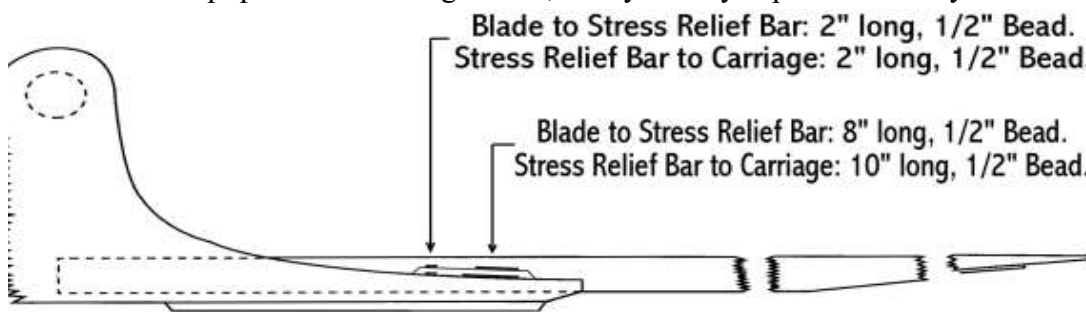 Blade to Stress Relief Bar: 2" long, 1/2" Bead.
Stress Relief Bar to Carriage: 2" long, 1/2" Bead.
Blade to Stress Relief Bar: 8" long, 1/2" Bead.
Stress Relief Bar to Carriage: 10" long, 1/2" Bead.